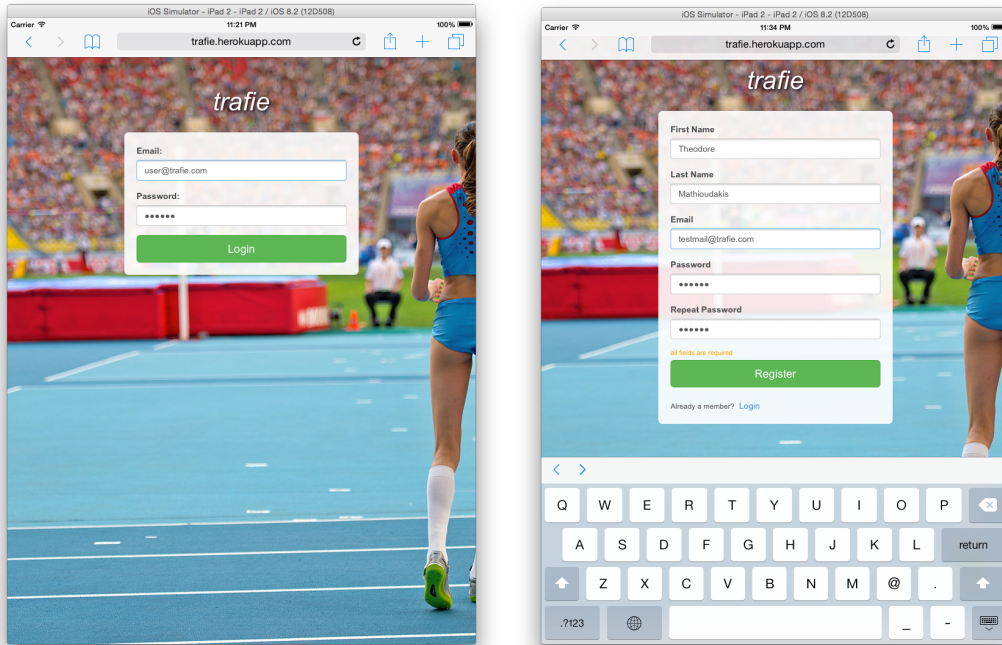 iOS Simulator - iPad 2 - iPad 2 / iOS 8.2 (12D508)
Carrier 11:21 PM 100%
trafie.herokuapp.com
trafie
Email:
user@trafie.com
Password:
••••••
Login
iOS Simulator - iPad 2 - iPad 2 / iOS 8.2 (12D508)
Carrier 11:34 PM 100%
trafie.herokuapp.com
trafie
First Name
Theodore
Last Name
Mathioudakis
Email
testmail@trafie.com
Password
••••••
Repeat Password
••••••
all fields are required
Register
Already a member? Login
Q W E R T Y U I O P
A S D F G H J K L return
Z X C V B N M @ .
.?123 _ -